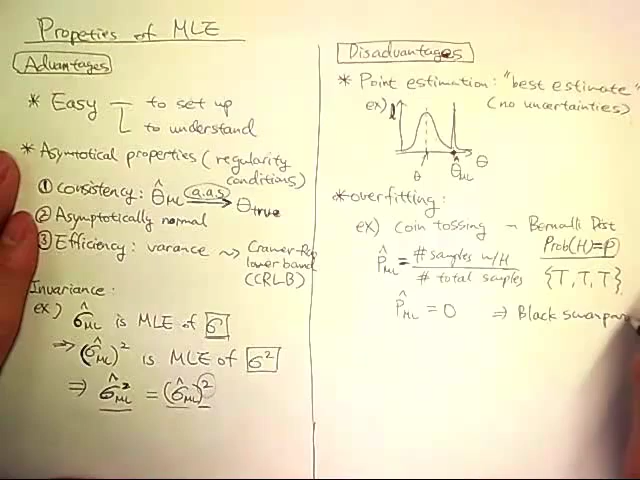 Propeties of MLE
Advantages
* Easy — to set up
to understand
* Asymptotical properties (regularity
conditions)
① consistency: θ̂ML a.a.s θtrue
② Asymptotically normal
③ Efficiency: varance ⇝ Cramer-Rao
lower band
(CRLB)
Invariance:
ex) σ̂ML is MLE of σ
⇒ (σ̂ML)² is MLE of σ²
⇒ σ̂²ML = (σ̂ML)²
Disadvantages
* Point estimation: "best estimate"
(no uncertainties)
ex) l
θ θ̂ML θ
* overfitting:
ex) Coin tossing ~ Bernalli Dist
Prob(H)=P
P̂ML = # samples w/H / # total samples
{T, T, T}
P̂ML = 0 ⇒ Black swan